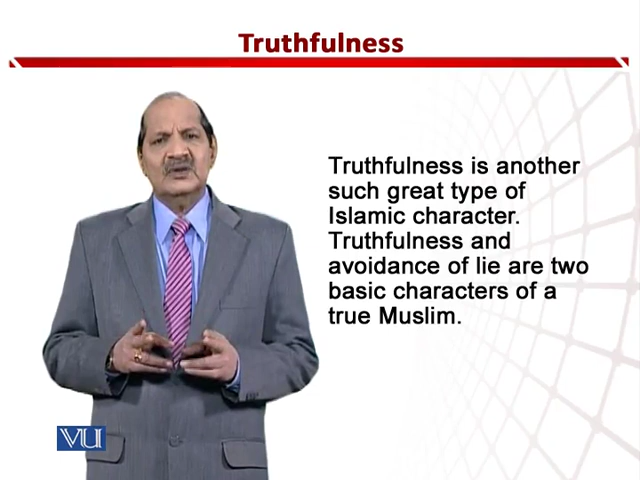 Truthfulness
Truthfulness is another
such great type of
Islamic character.
Truthfulness and
avoidance of lie are two
basic characters of a
true Muslim.
VU